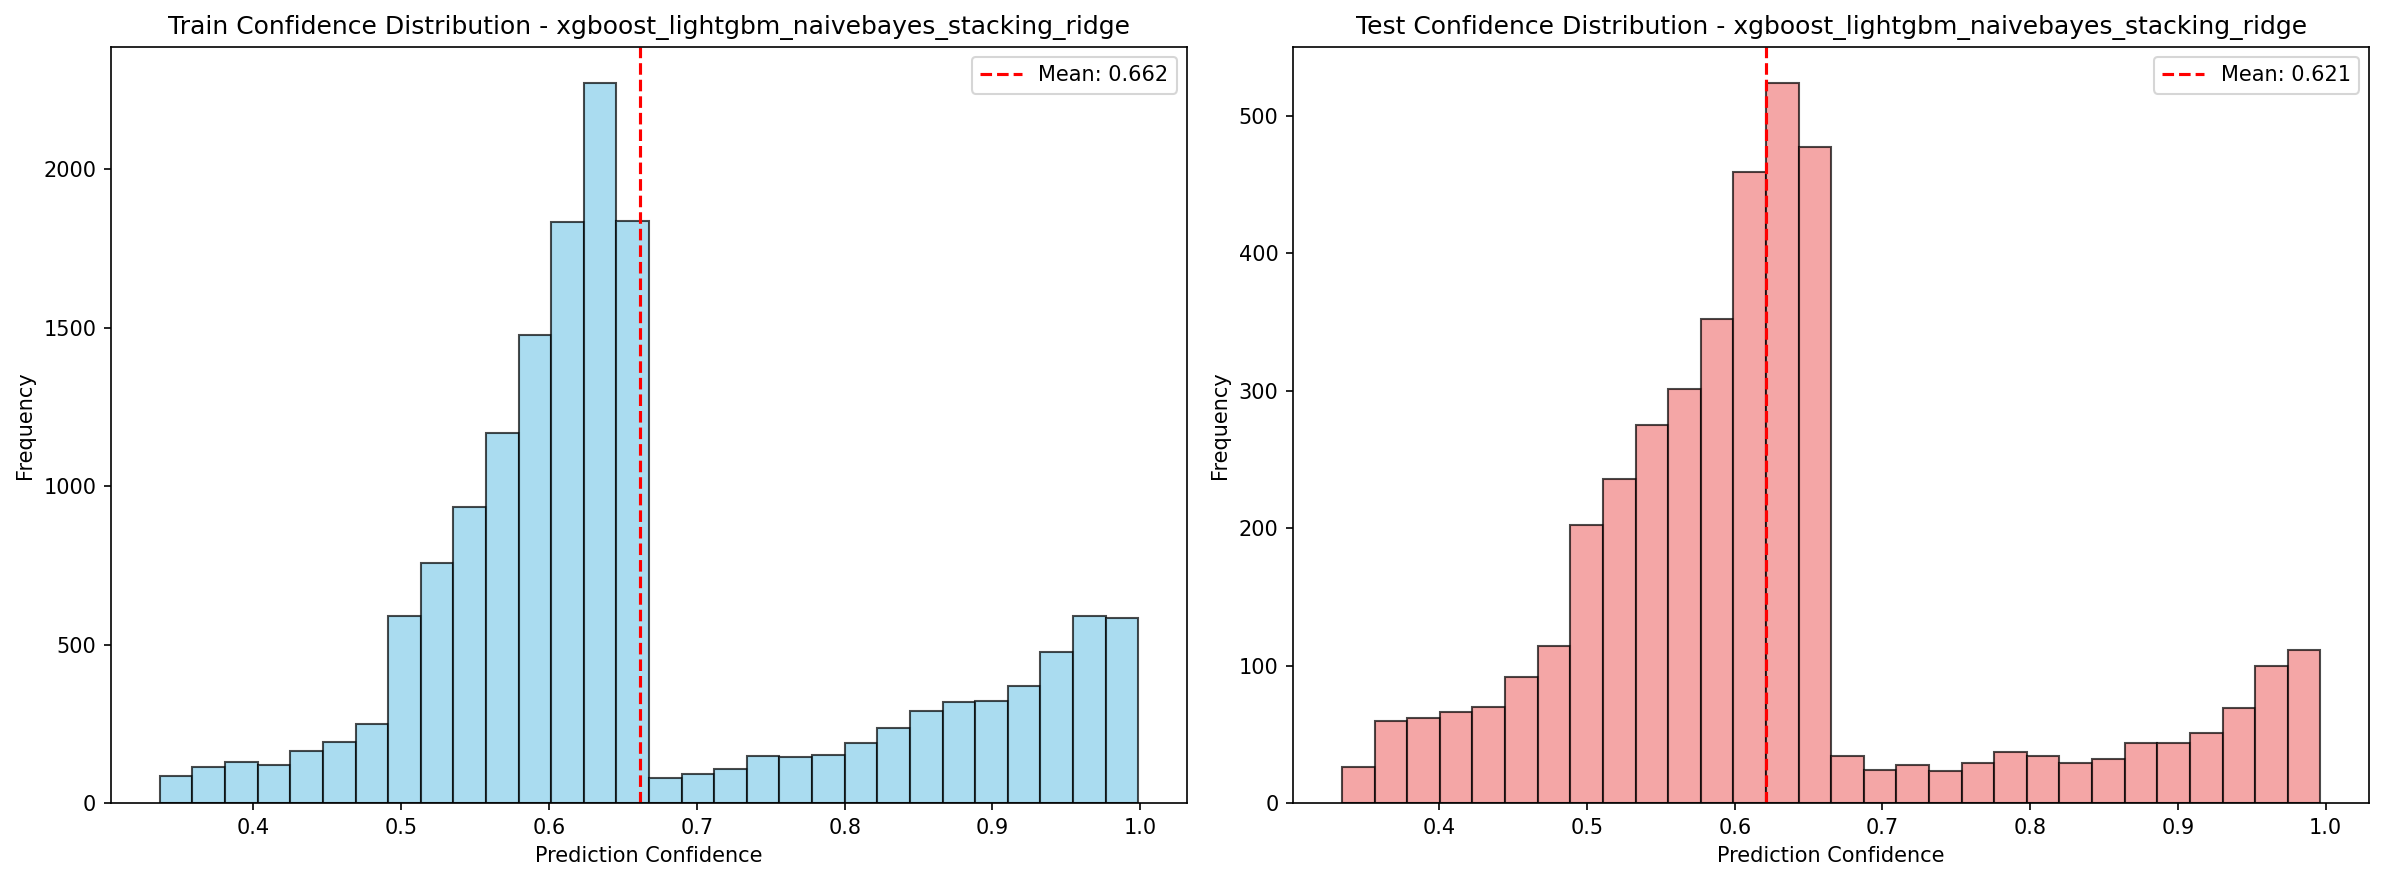 Train Confidence Distribution - xgboost_lightgbm_naivebayes_stacking_ridge
Mean: 0.662
Frequency
2000
1500
1000
500
0
0.4 0.5 0.6 0.7 0.8 0.9 1.0
Prediction Confidence
Test Confidence Distribution - xgboost_lightgbm_naivebayes_stacking_ridge
Mean: 0.621
Frequency
500
400
300
200
100
0
0.4 0.5 0.6 0.7 0.8 0.9 1.0
Prediction Confidence